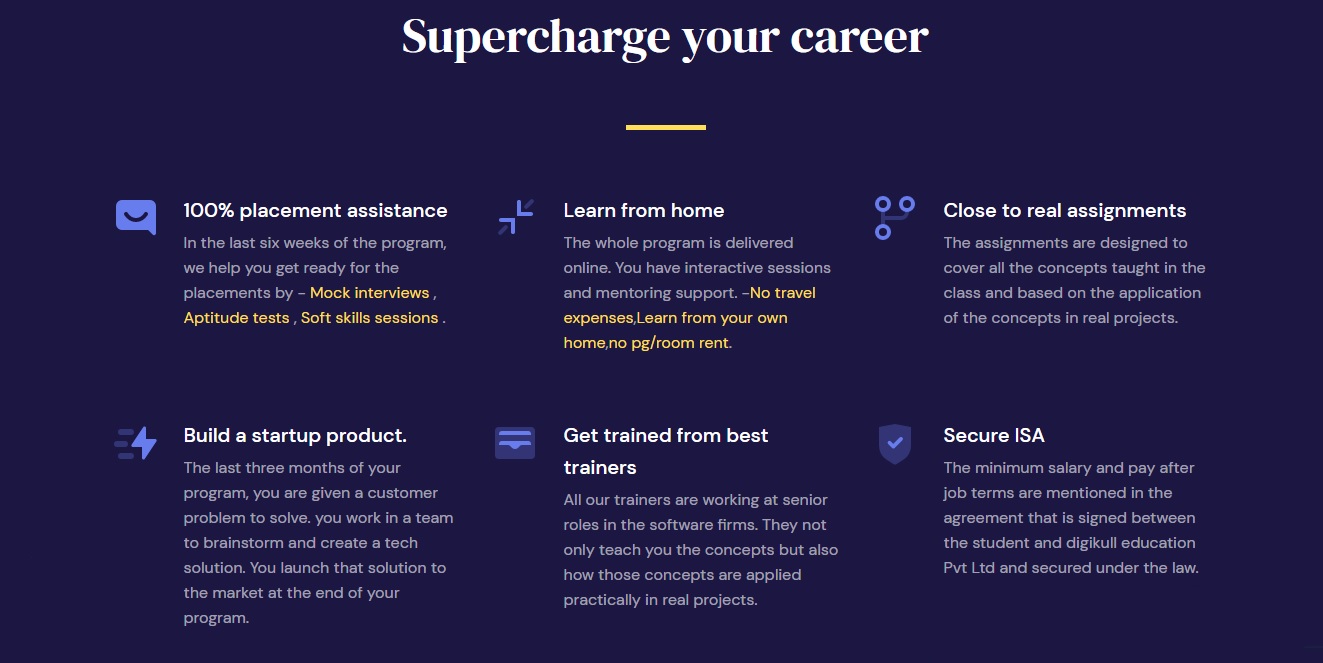 Supercharge your career
100% placement assistance
In the last six weeks of the program,
we help you get ready for the
placements by - Mock interviews ,
Aptitude tests , Soft skills sessions .
Learn from home
The whole program is delivered
online. You have interactive sessions
and mentoring support. -No travel
expenses,Learn from your own
home,no pg/room rent.
Close to real assignments
The assignments are designed to
cover all the concepts taught in the
class and based on the application
of the concepts in real projects.
Build a startup product.
The last three months of your
program, you are given a customer
problem to solve. you work in a team
to brainstorm and create a tech
solution. You launch that solution to
the market at the end of your
program.
Get trained from best
trainers
All our trainers are working at senior
roles in the software firms. They not
only teach you the concepts but also
how those concepts are applied
practically in real projects.
Secure ISA
The minimum salary and pay after
job terms are mentioned in the
agreement that is signed between
the student and digikull education
Pvt Ltd and secured under the law.